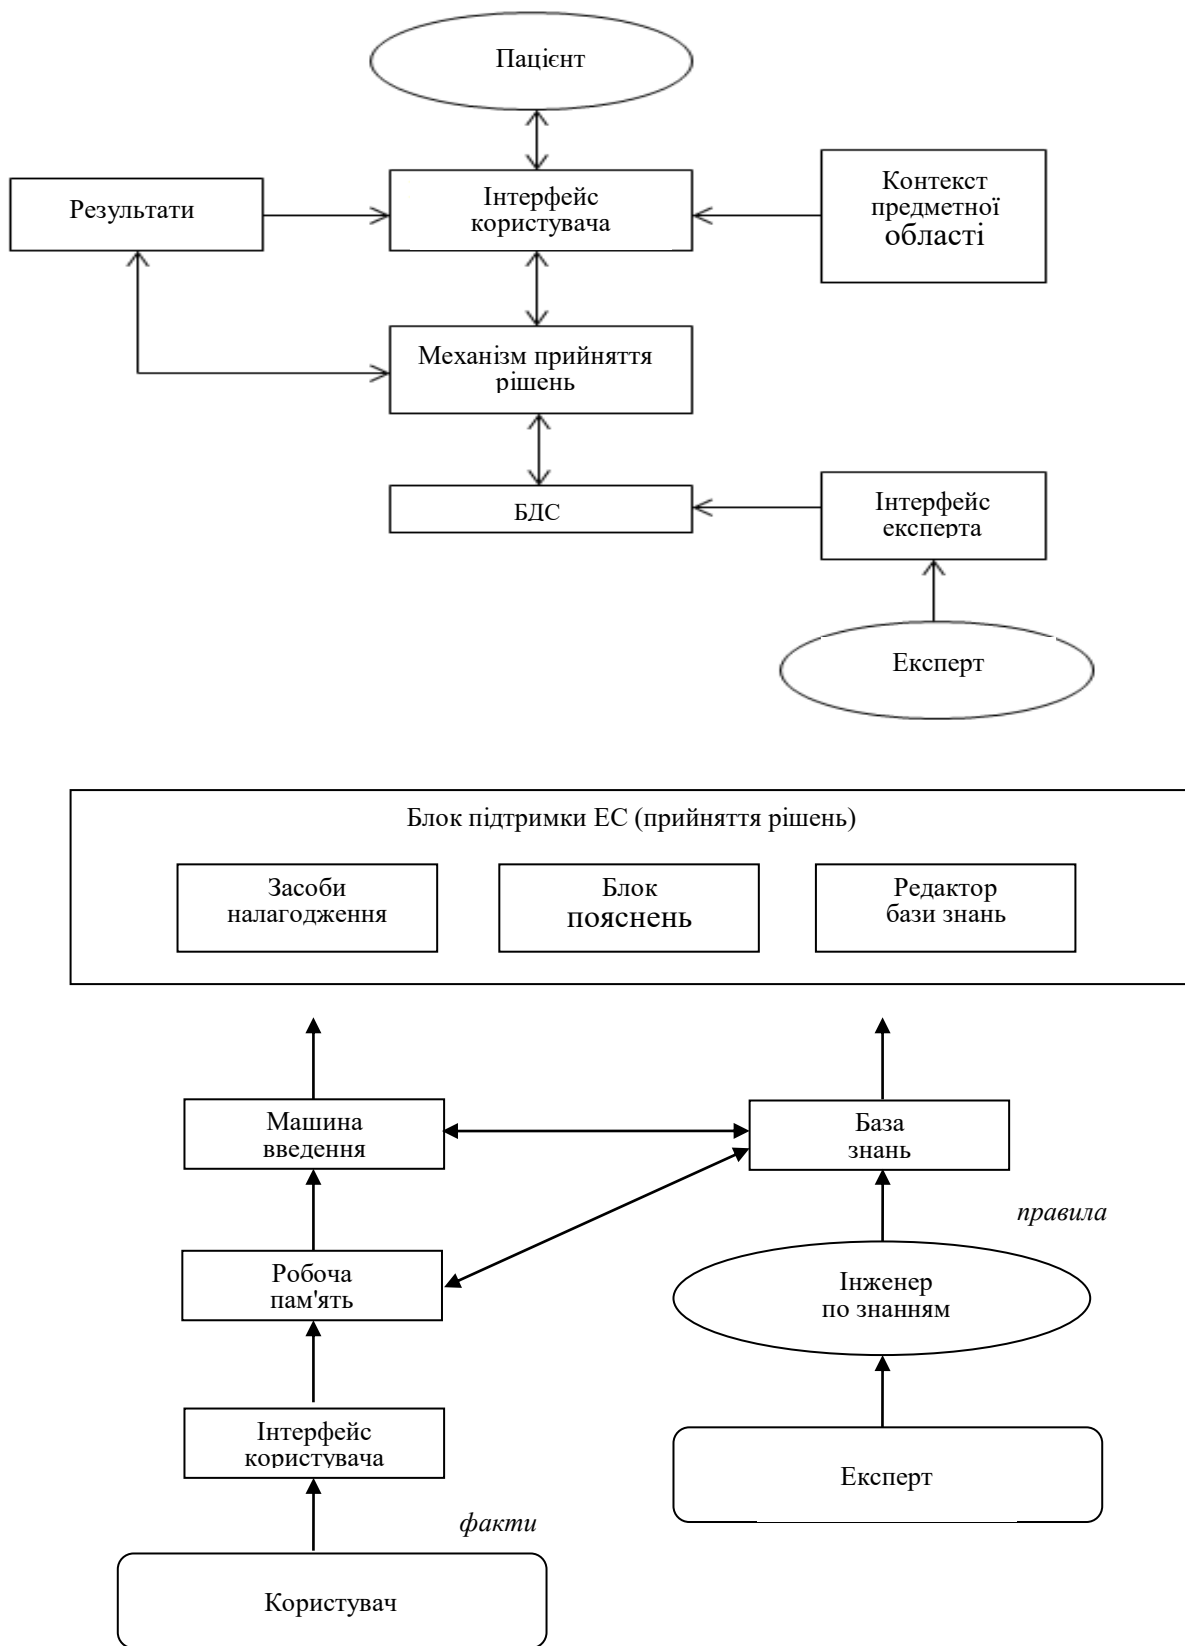 Пацієнт
Результати
Інтерфейс
користувача
Контекст
предметної
області
Механізм прийняття
рішень
БДС
Інтерфейс
експерта
Експерт
Блок підтримки ЕС (прийняття рішень)
Засоби
налагодження
Блок
пояснень
Редактор
бази знань
Машина
введення
База
знань
правила
Робоча
пам'ять
Інженер
по знанням
Інтерфейс
користувача
Експерт
факти
Користувач